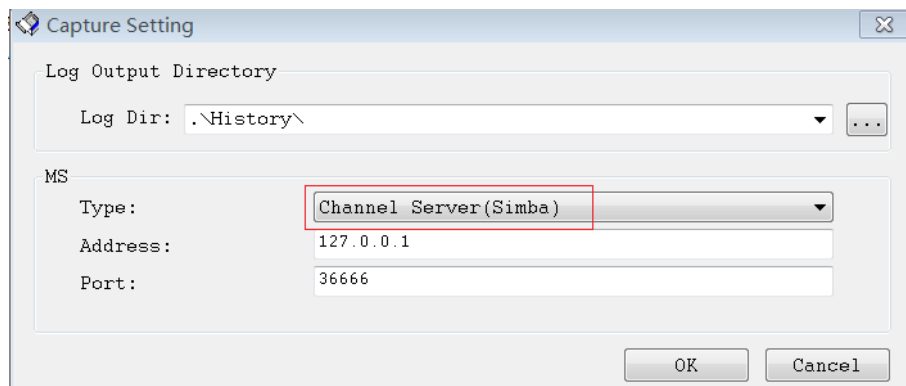 Capture Setting
Log Output Directory
Log Dir: .\History\ ...
MS
Type: Channel Server(Simba)
Address: 127.0.0.1
Port: 36666
OK Cancel